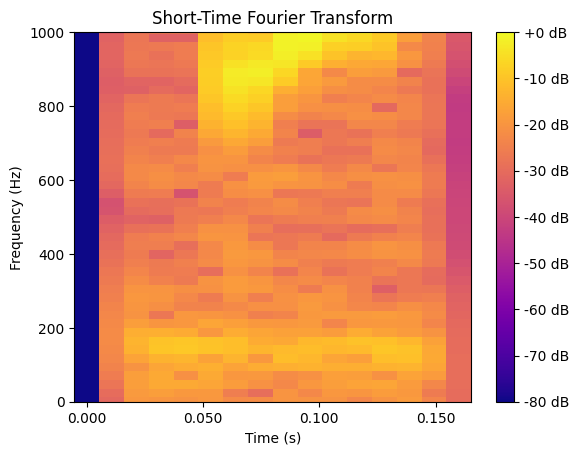 Short-Time Fourier Transform
1000
800
600
400
200
0
Frequency (Hz)
0.000
0.050
0.100
0.150
Time (s)
+0 dB
-10 dB
-20 dB
-30 dB
-40 dB
-50 dB
-60 dB
-70 dB
-80 dB